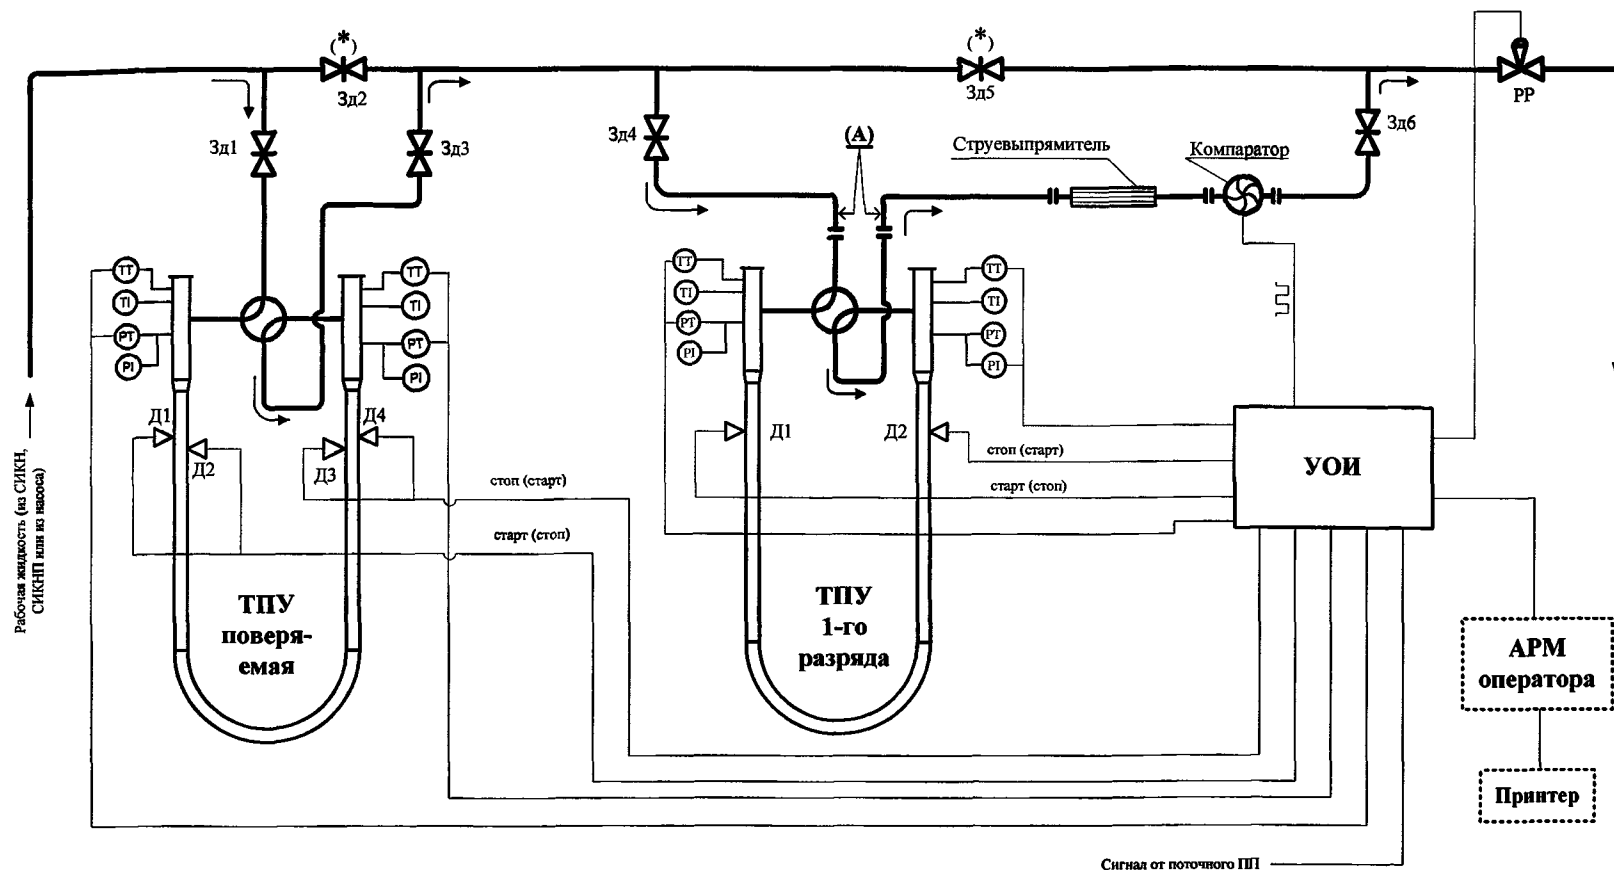 (*)
(*)
Зд2
Зд5
РР
Зд1
Зд3
Зд4
(А)
Струевыпрямитель
Компаратор
Зд6
ТТ
ТТ
ТТ
ТТ
TI
TI
TI
TI
РТ
РТ
РТ
РТ
PI
PI
PI
PI
Д1
Д4
Д2
Д3
Д1
Д2
стоп (старт)
старт (стоп)
стоп (старт)
старт (стоп)
УОИ
Рабочая жидкость (из СИКН,
СИКНП или из насоса)
ТПУ
поверя-
емая
ТПУ
1-го
разряда
АРМ
оператора
Принтер
Сигнал от поточного ПП